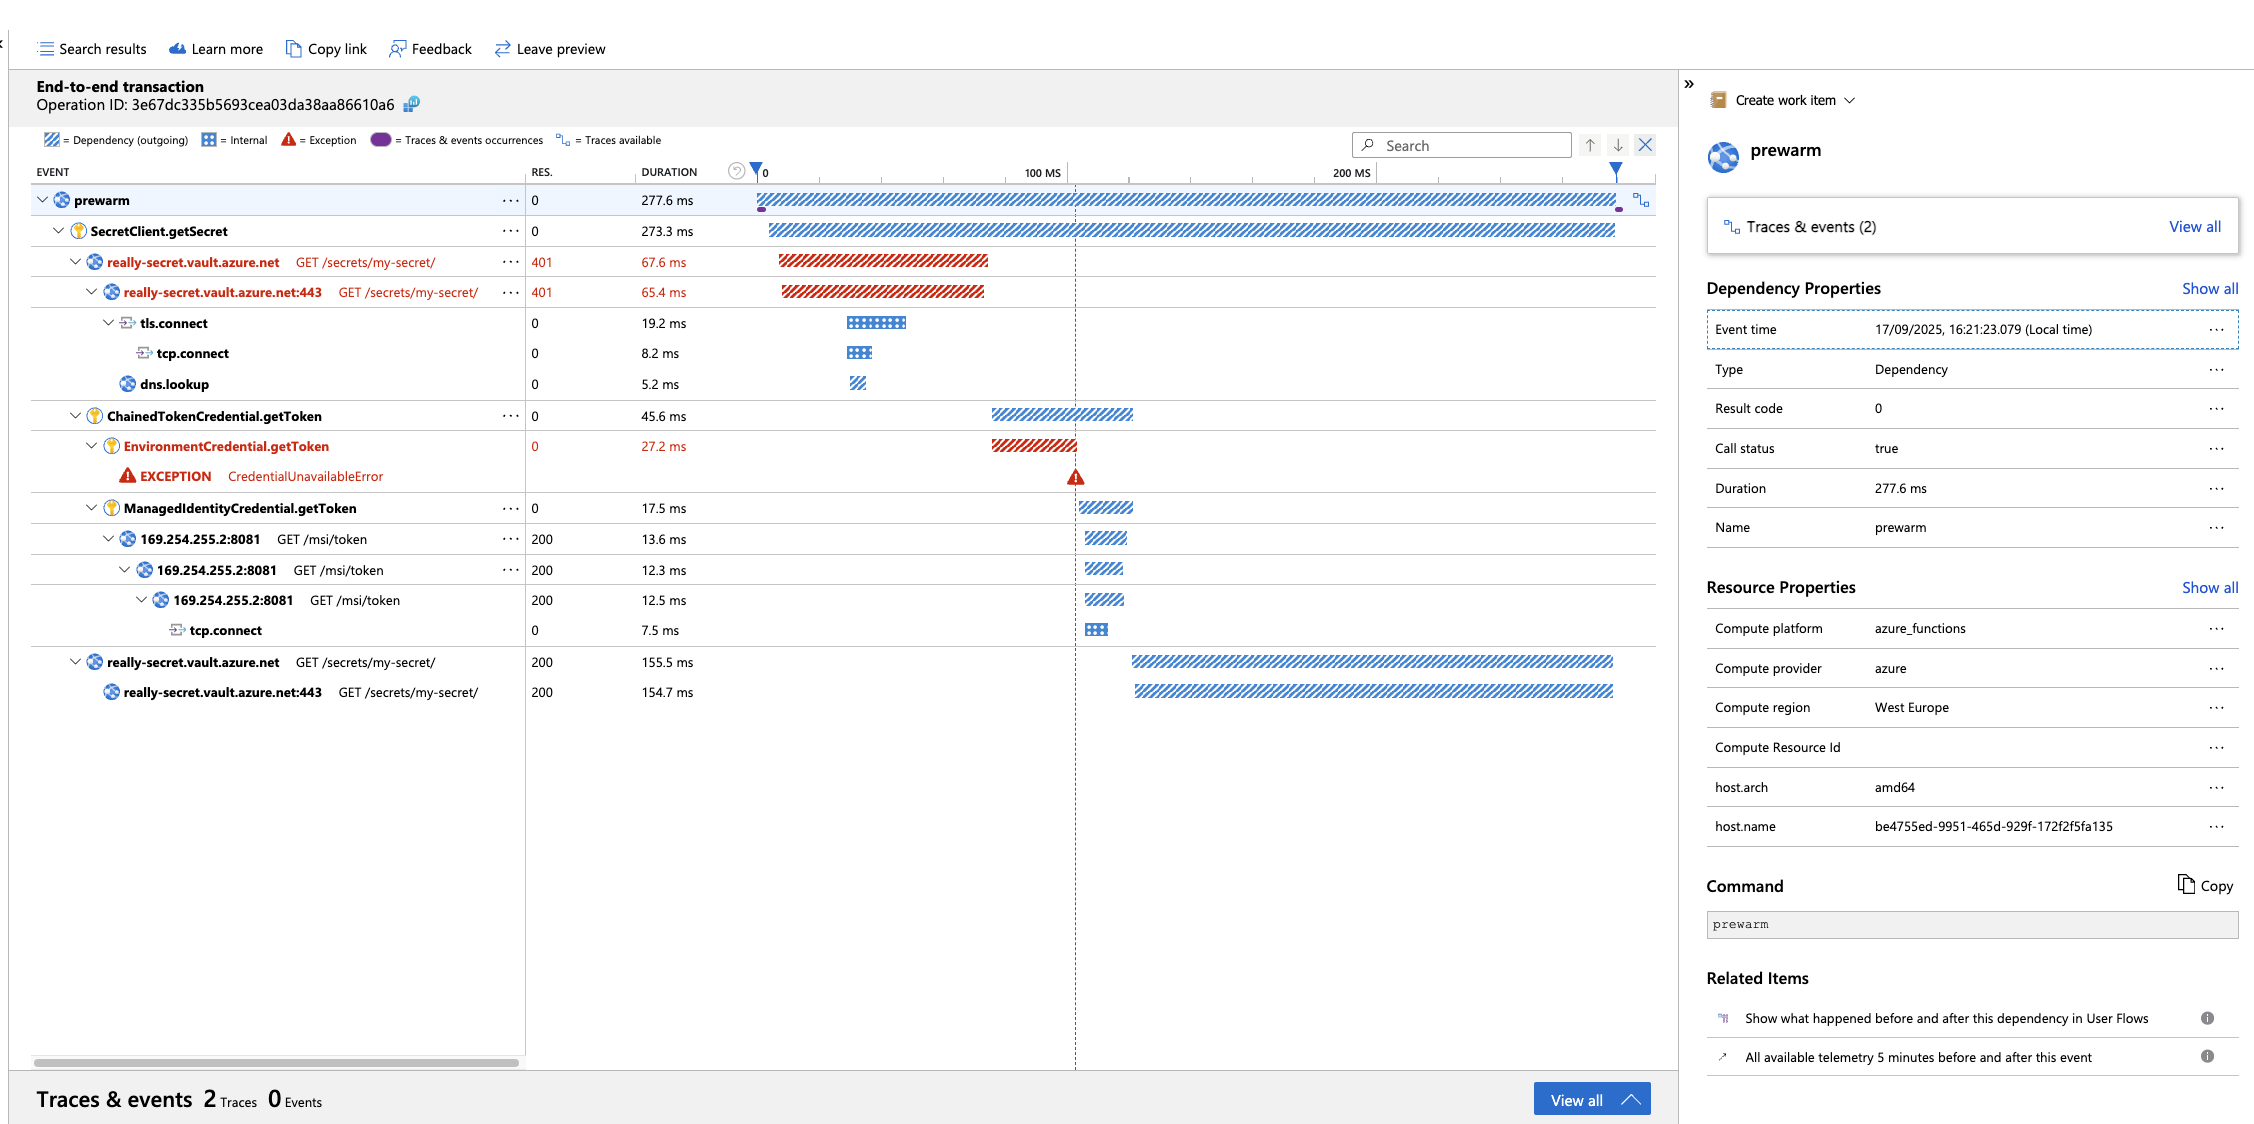 Search results Learn more Copy link Feedback Leave preview
End-to-end transaction
Operation ID: 3e67dc335b5693cea03da38aa86610a6
= Dependency (outgoing) = Internal = Exception = Traces & events occurrences = Traces available
Search
EVENT RES. DURATION 0 100 MS 200 MS
prewarm ··· 0 277.6 ms
SecretClient.getSecret ··· 0 273.3 ms
really-secret.vault.azure.net GET /secrets/my-secret/ ··· 401 67.6 ms
really-secret.vault.azure.net:443 GET /secrets/my-secret/ ··· 401 65.4 ms
tls.connect 0 19.2 ms
tcp.connect 0 8.2 ms
dns.lookup 0 5.2 ms
ChainedTokenCredential.getToken ··· 0 45.6 ms
EnvironmentCredential.getToken 0 27.2 ms
EXCEPTION CredentialUnavailableError
ManagedIdentityCredential.getToken ··· 0 17.5 ms
169.254.255.2:8081 GET /msi/token ··· 200 13.6 ms
169.254.255.2:8081 GET /msi/token ··· 200 12.3 ms
169.254.255.2:8081 GET /msi/token 200 12.5 ms
tcp.connect 0 7.5 ms
really-secret.vault.azure.net GET /secrets/my-secret/ 200 155.5 ms
really-secret.vault.azure.net:443 GET /secrets/my-secret/ 200 154.7 ms
Traces & events 2 Traces 0 Events
View all
Create work item
prewarm
Traces & events (2) View all
Dependency Properties Show all
Event time 17/09/2025, 16:21:23.079 (Local time) ···
Type Dependency ···
Result code 0 ···
Call status true ···
Duration 277.6 ms ···
Name prewarm ···
Resource Properties Show all
Compute platform azure_functions ···
Compute provider azure ···
Compute region West Europe ···
Compute Resource Id ···
host.arch amd64 ···
host.name be4755ed-9951-465d-929f-172f2f5fa135 ···
Command Copy
prewarm
Related Items
Show what happened before and after this dependency in User Flows
All available telemetry 5 minutes before and after this event